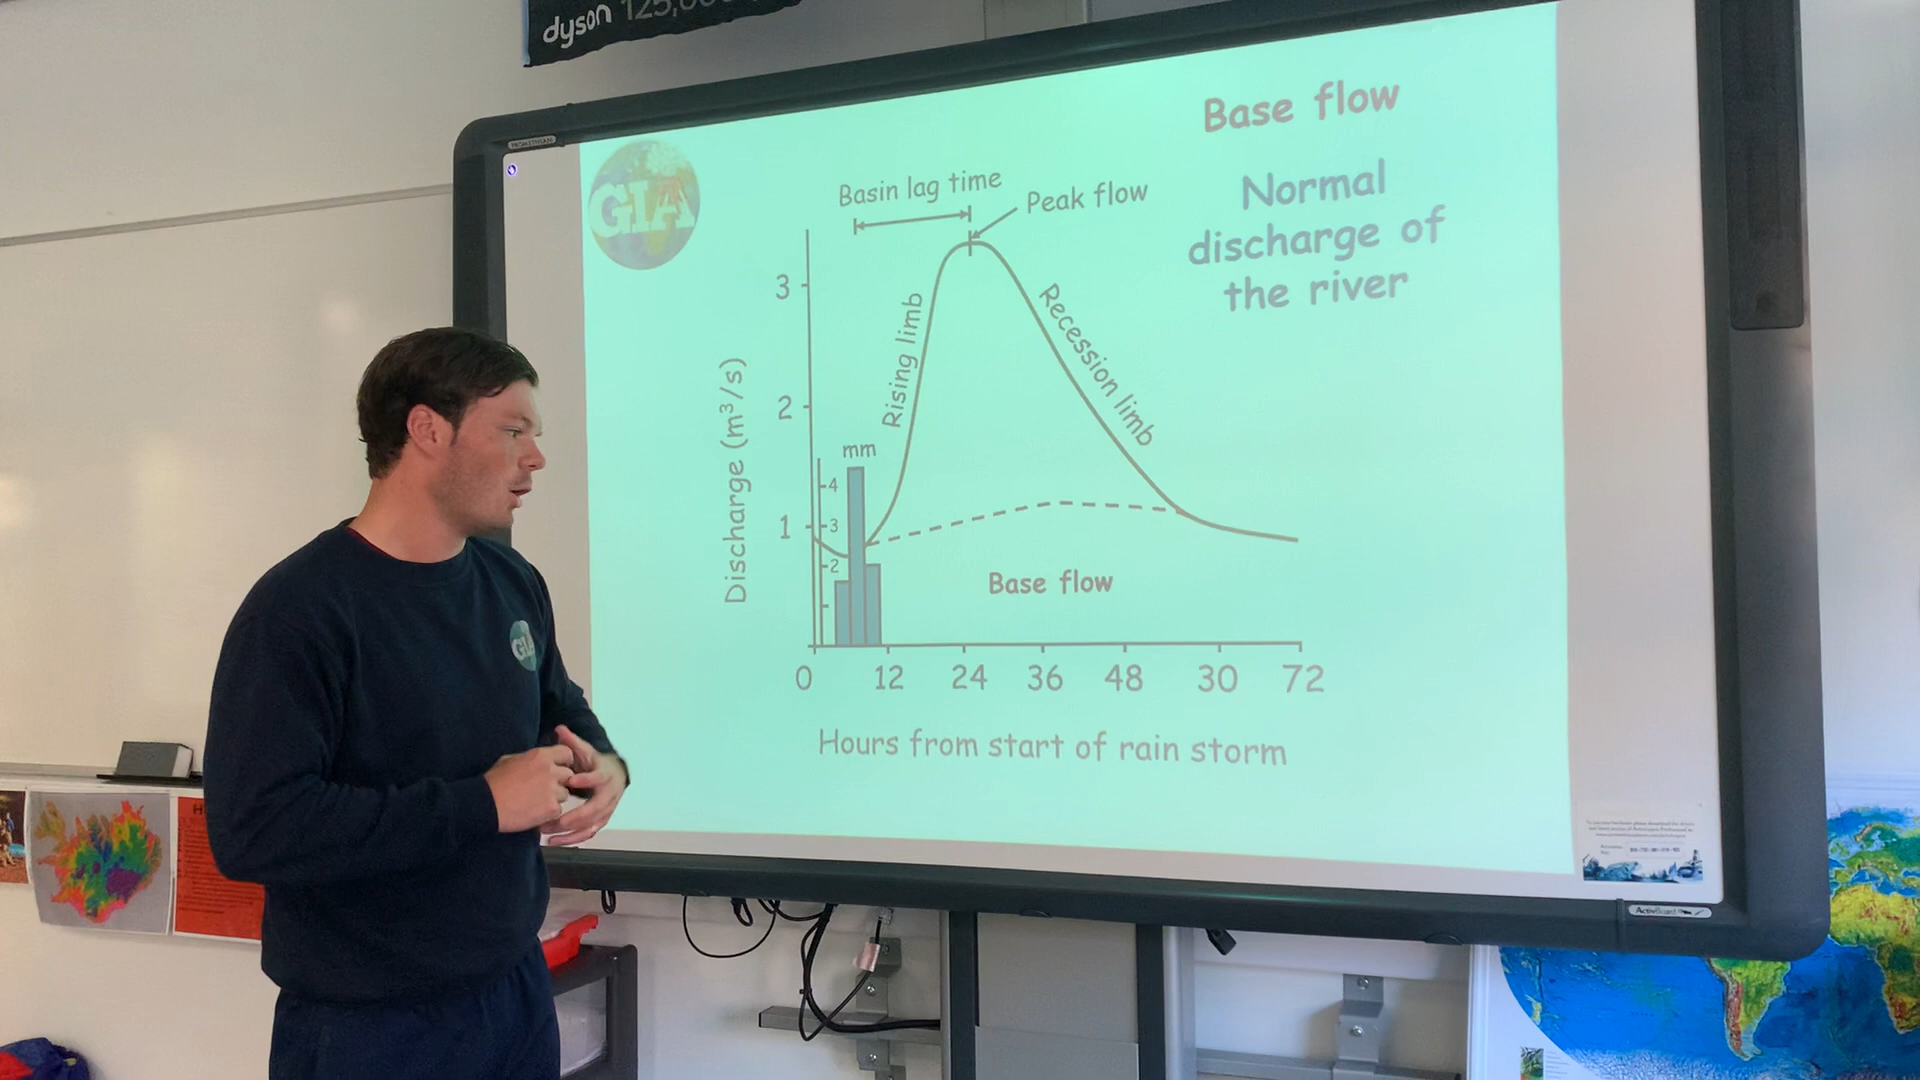 dyson
PROMETHEAN
GIA
Base flow
Normal
discharge of
the river
Basin lag time
Peak flow
Rising limb
Recession limb
Discharge (m³/s)
3
2
1
mm
4
3
2
Base flow
0 12 24 36 48 30 72
Hours from start of rain storm
ActivBoard